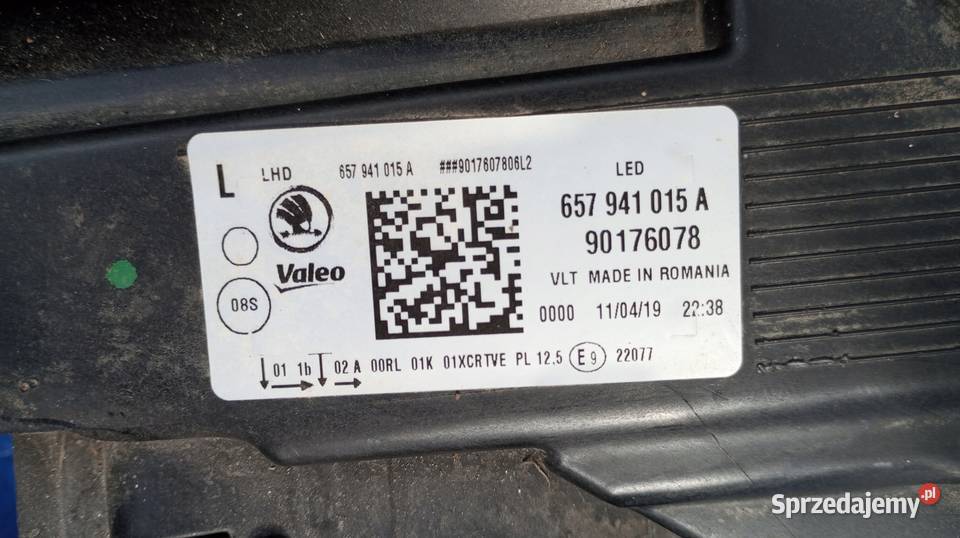 L LHD 657 941 015 A ###9017607806L2 LED
657 941 015 A
90176078
Valeo
VLT MADE IN ROMANIA
08S
0000 11/04/19 22:38
01 1b 02 A 00RL 01K 01XCRTVE PL 12.5 E9 22077
Sprzedajemy.pl